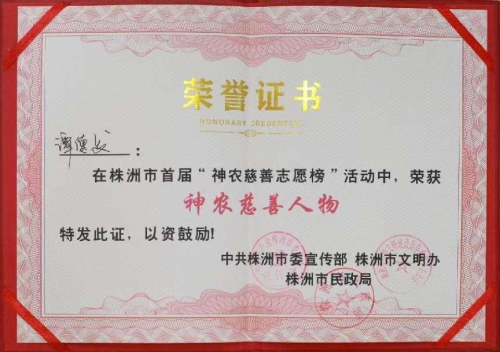 荣誉证书
HONORARY CREDENTIAL
谭德成：
在株洲市首届“神农慈善志愿榜”活动中，荣获
神农慈善人物
特发此证，以资鼓励！
中共株洲市委宣传部 株洲市文明办
株洲市民政局